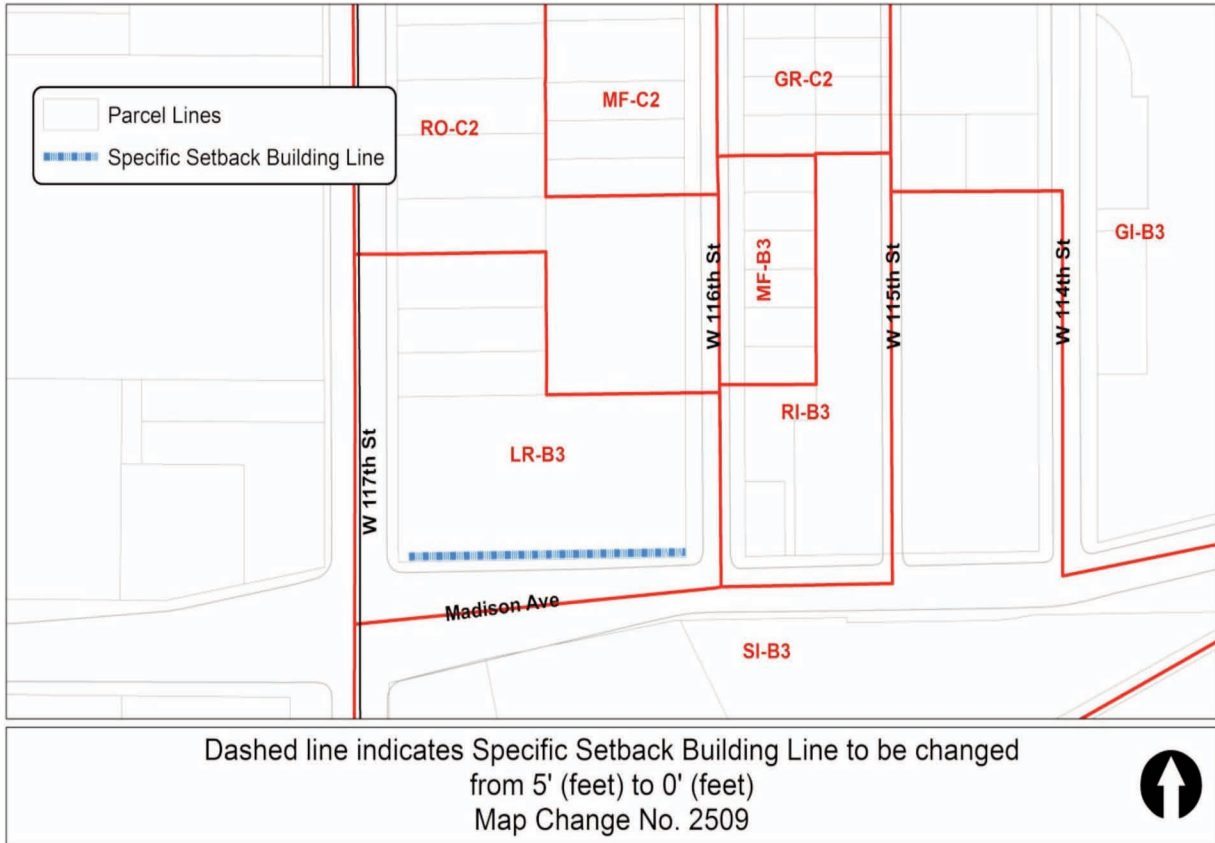 GR-C2
MF-C2
Parcel Lines
RO-C2
Specific Setback Building Line
GI-B3
W 116th St
MF-B3
W 115th St
W 114th St
RI-B3
W 117th St
LR-B3
Madison Ave
SI-B3
Dashed line indicates Specific Setback Building Line to be changed
from 5' (feet) to 0' (feet)
Map Change No. 2509